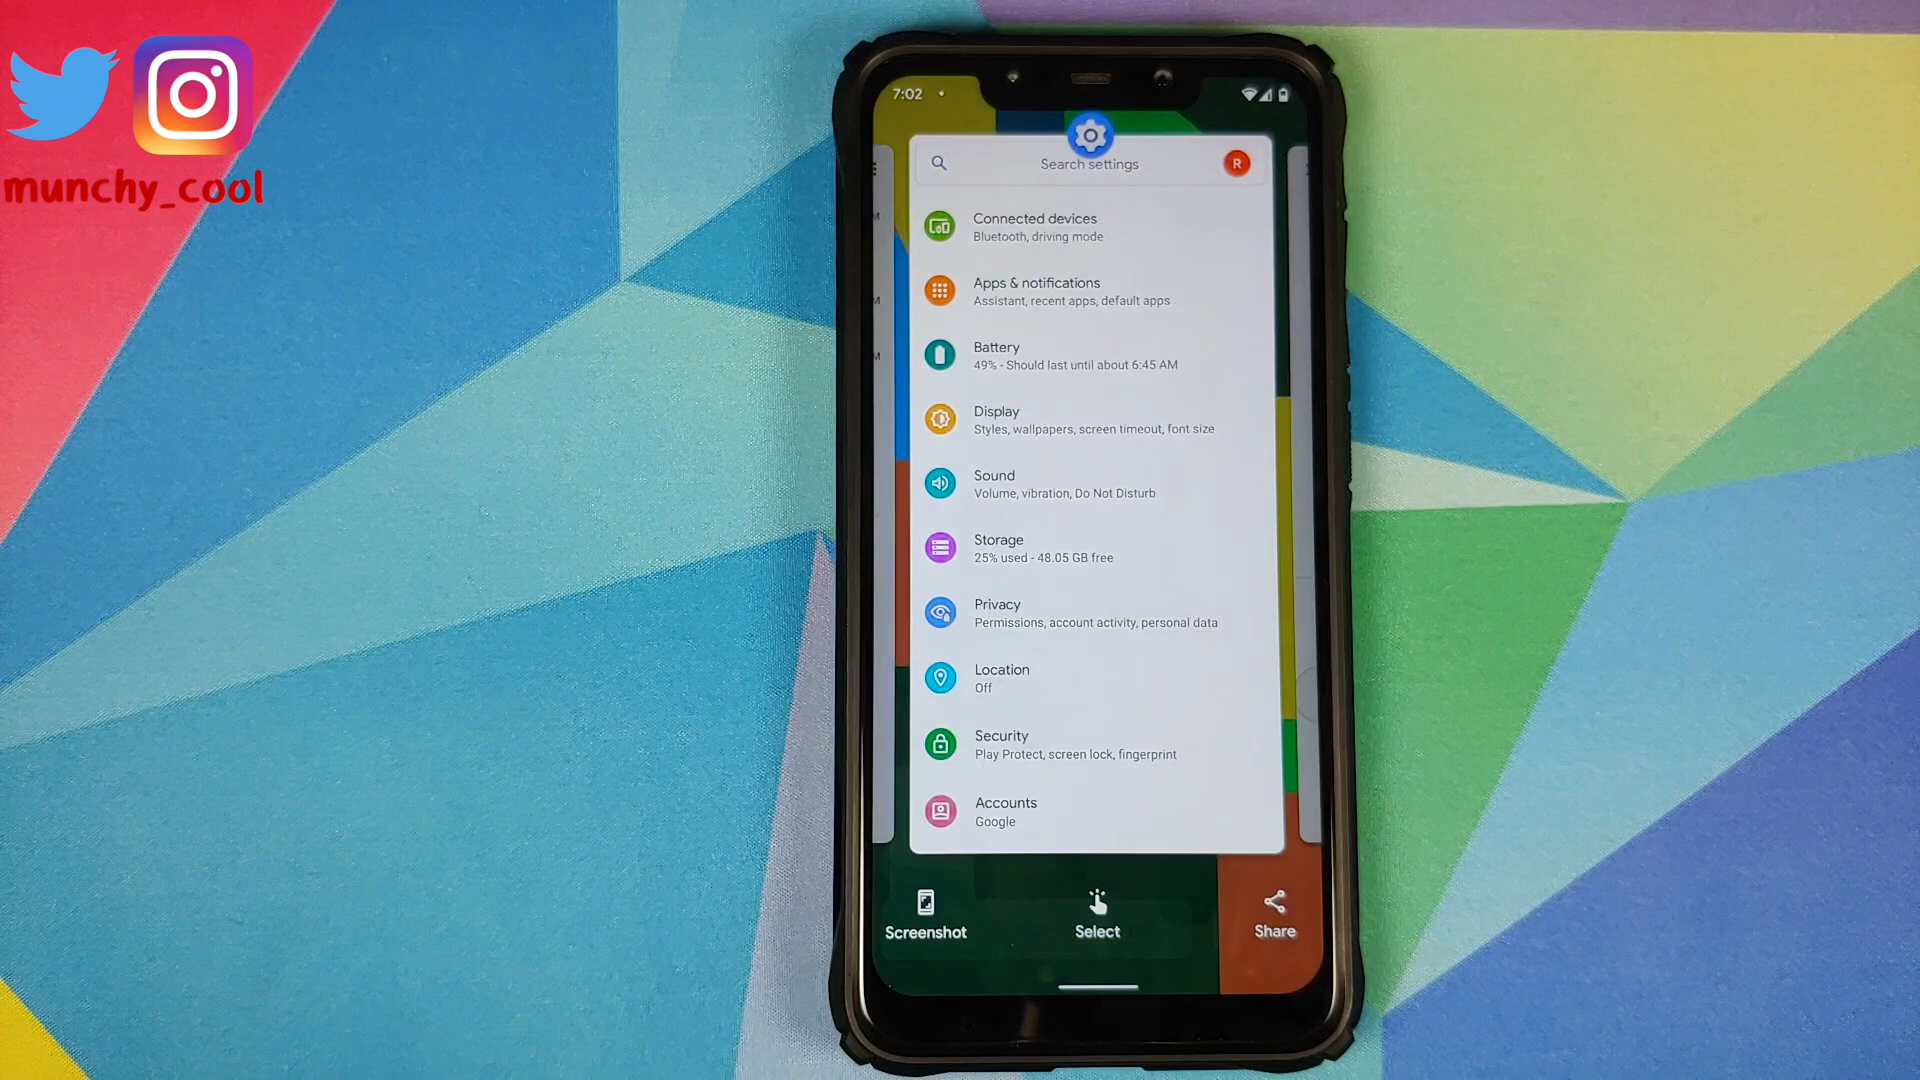 munchy_cool
7:02
Search settings
R
Connected devices
Bluetooth, driving mode
Apps & notifications
Assistant, recent apps, default apps
Battery
49% - Should last until about 6:45 AM
Display
Styles, wallpapers, screen timeout, font size
Sound
Volume, vibration, Do Not Disturb
Storage
25% used - 48.05 GB free
Privacy
Permissions, account activity, personal data
Location
Off
Security
Play Protect, screen lock, fingerprint
Accounts
Google
Screenshot
Select
Share